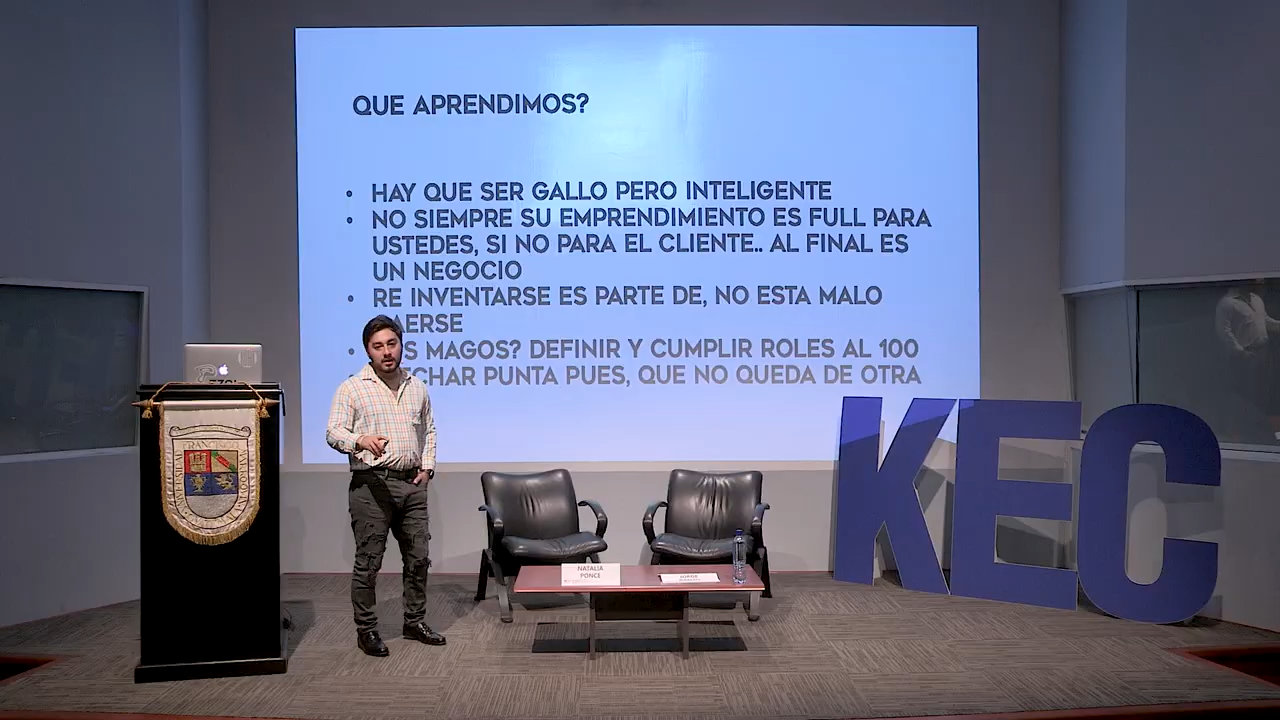 QUE APRENDIMOS?
• HAY QUE SER GALLO PERO INTELIGENTE
• NO SIEMPRE SU EMPRENDIMIENTO ES FULL PARA
USTEDES, SI NO PARA EL CLIENTE.. AL FINAL ES
UN NEGOCIO
• RE INVENTARSE ES PARTE DE, NO ESTA MALO
AERSE
• S MAGOS? DEFINIR Y CUMPLIR ROLES AL 100
• ECHAR PUNTA PUES, QUE NO QUEDA DE OTRA
KEC
FRANCISCO
NATALIA
PONCE